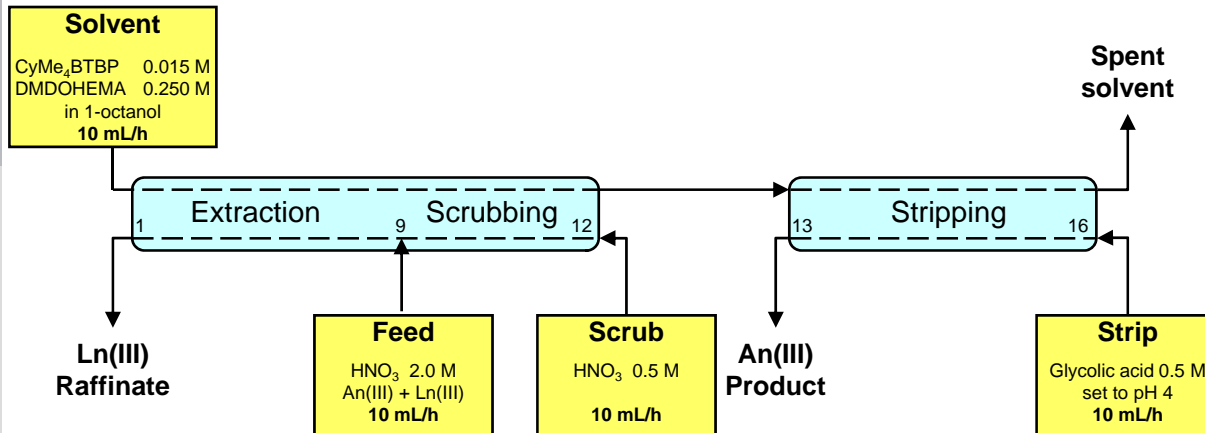 Solvent
CyMe₄BTBP 0.015 M
DMDOHEMA 0.250 M
in 1-octanol
10 mL/h
Spent
solvent
Extraction
Scrubbing
Stripping
1
9
12
13
16
Ln(III)
Raffinate
Feed
HNO₃ 2.0 M
An(III) + Ln(III)
10 mL/h
Scrub
HNO₃ 0.5 M
10 mL/h
An(III)
Product
Strip
Glycolic acid 0.5 M
set to pH 4
10 mL/h